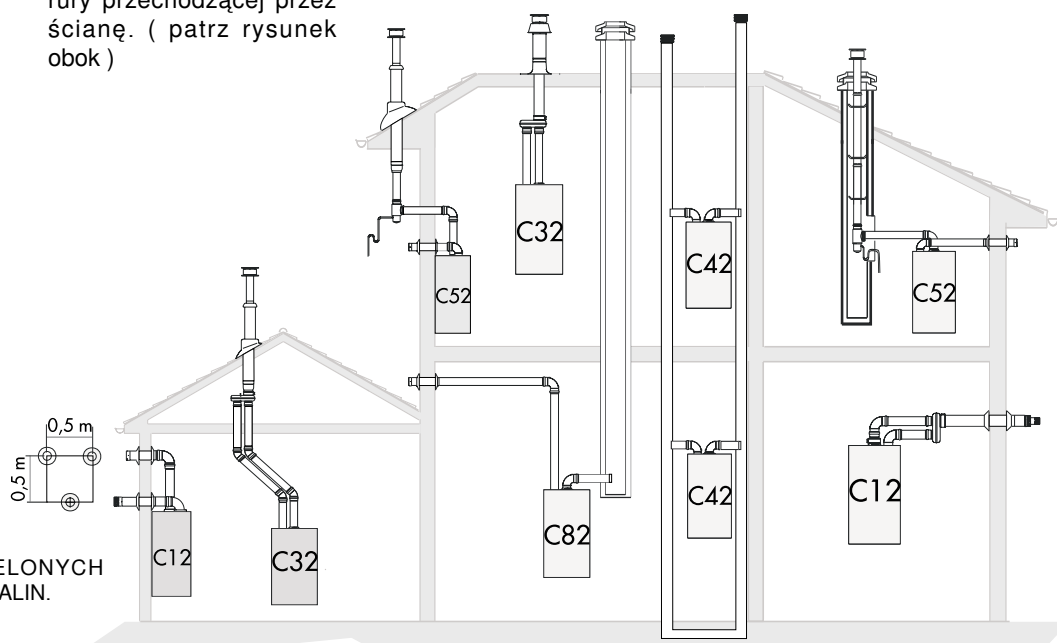 rury przechodzącej przez
ścianę. ( patrz rysunek
obok )
C32
C42
C52
C52
0,5 m
0,5 m
C42
C12
C82
C12
C32
ELONYCH
ALIN.